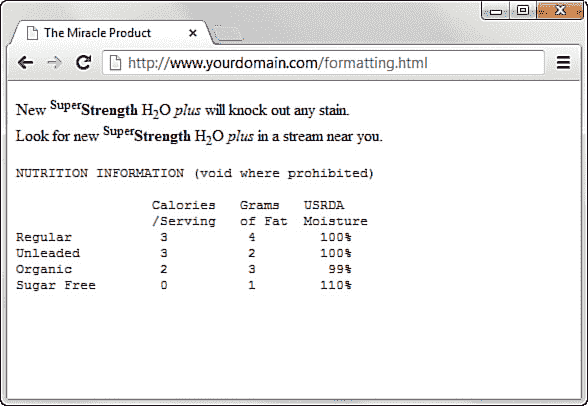 The Miracle Product
http://www.yourdomain.com/formatting.html
New SuperStrength H2O plus will knock out any stain.
Look for new SuperStrength H2O plus in a stream near you.
NUTRITION INFORMATION (void where prohibited)
Calories Grams USRDA
/Serving of Fat Moisture
Regular 3 4 100%
Unleaded 3 2 100%
Organic 2 3 99%
Sugar Free 0 1 110%